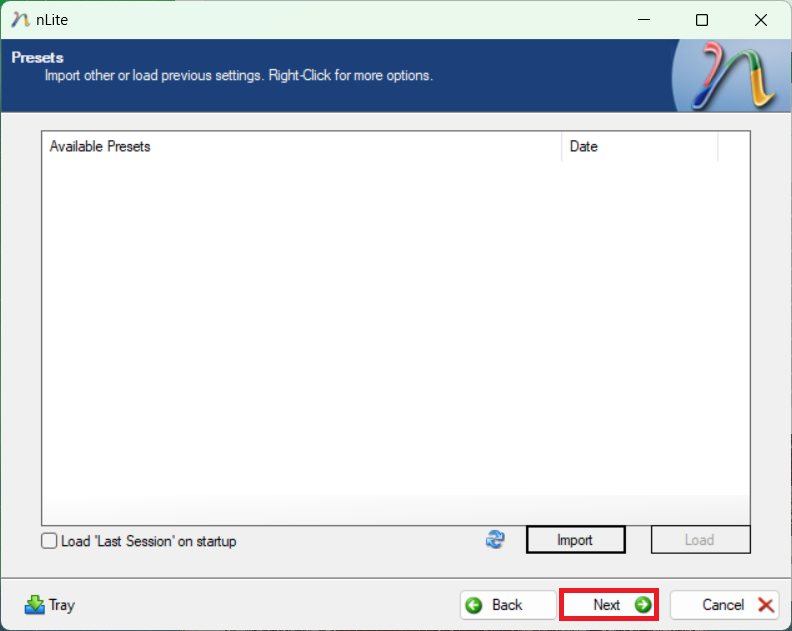 nLite
Presets
Import other or load previous settings. Right-Click for more options.
Available Presets Date
Load 'Last Session' on startup Import Load
Tray Back Next Cancel